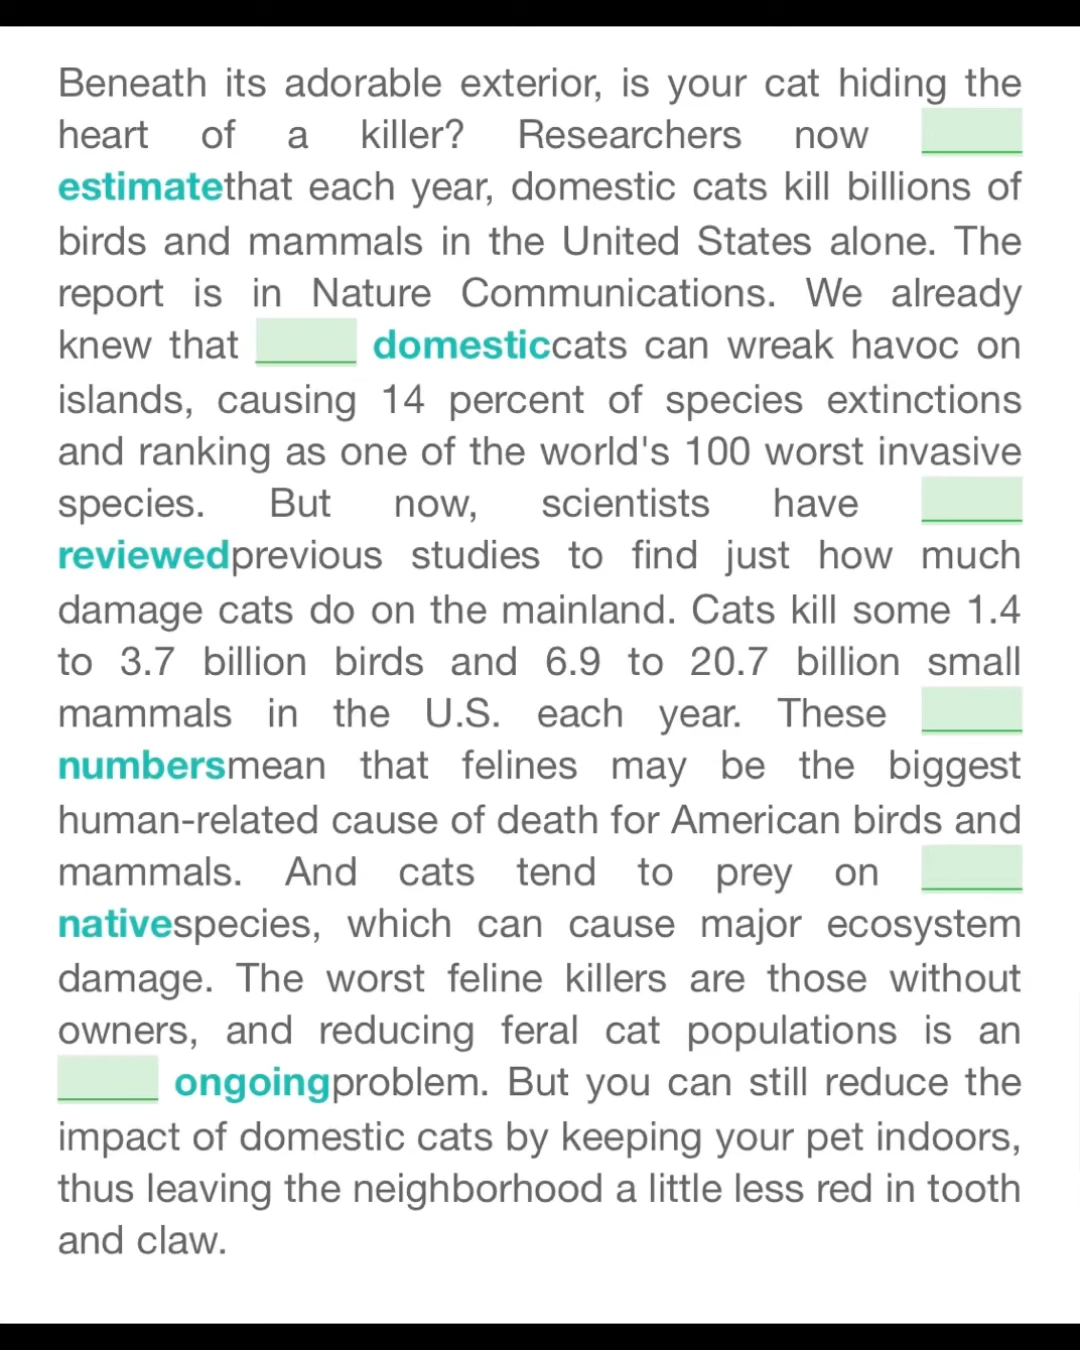 Beneath its adorable exterior, is your cat hiding the
heart of a killer? Researchers now
estimatethat each year, domestic cats kill billions of
birds and mammals in the United States alone. The
report is in Nature Communications. We already
knew that domesticcats can wreak havoc on
islands, causing 14 percent of species extinctions
and ranking as one of the world's 100 worst invasive
species. But now, scientists have
reviewedprevious studies to find just how much
damage cats do on the mainland. Cats kill some 1.4
to 3.7 billion birds and 6.9 to 20.7 billion small
mammals in the U.S. each year. These
numbersmean that felines may be the biggest
human-related cause of death for American birds and
mammals. And cats tend to prey on
nativespecies, which can cause major ecosystem
damage. The worst feline killers are those without
owners, and reducing feral cat populations is an
ongoingproblem. But you can still reduce the
impact of domestic cats by keeping your pet indoors,
thus leaving the neighborhood a little less red in tooth
and claw.